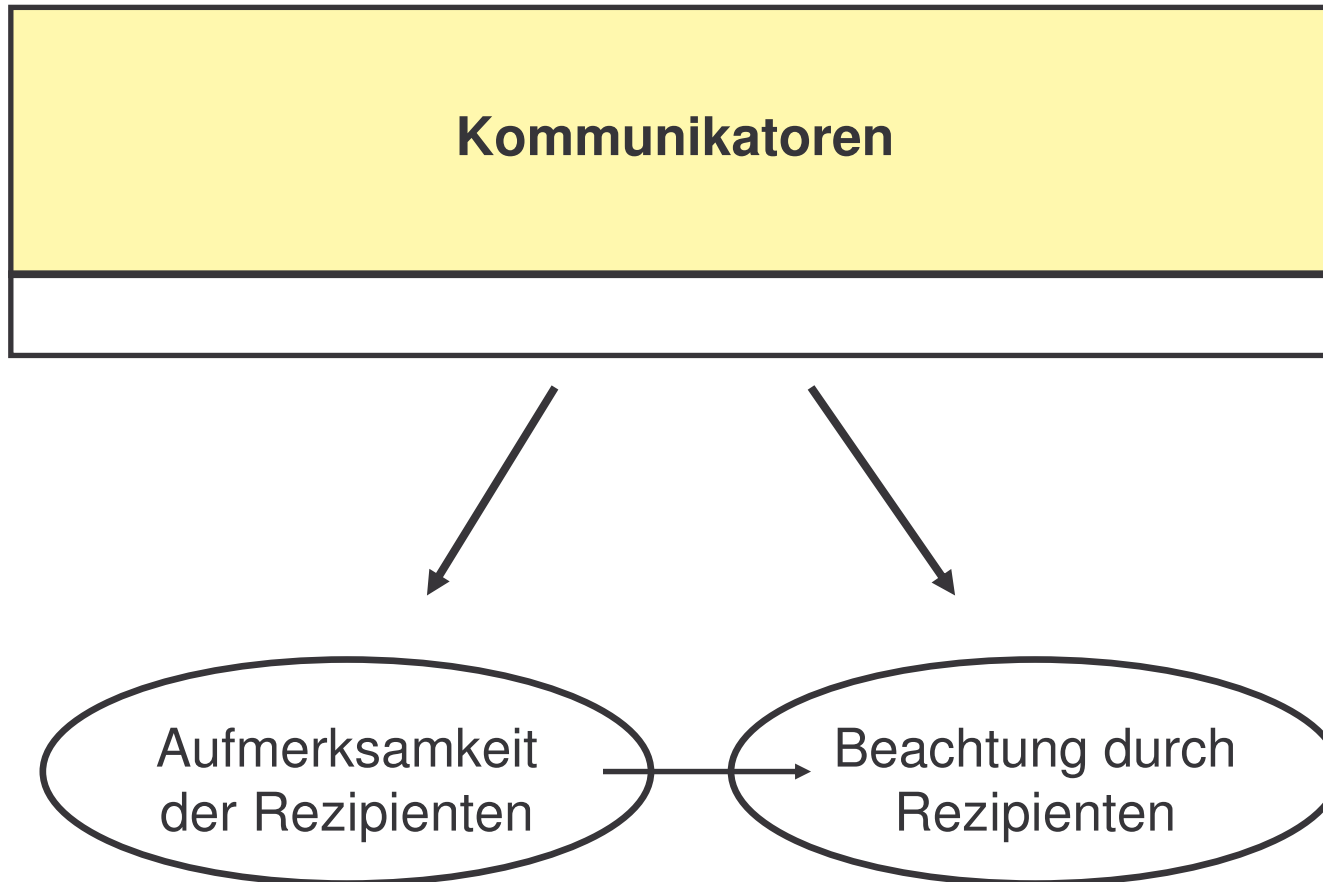 Kommunikatoren
Aufmerksamkeit
der Rezipienten
Beachtung durch
Rezipienten